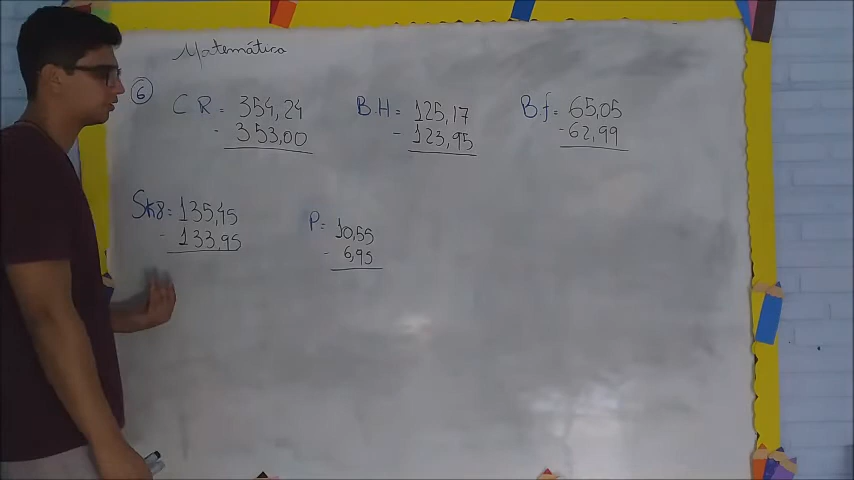 Matemática
6 CR = 354,24 B.H = 125,17 B.f = 65,05
- 353,00 - 123,95 - 62,99
SK8 = 135,45 P = 10,55
- 133,95 - 6,95